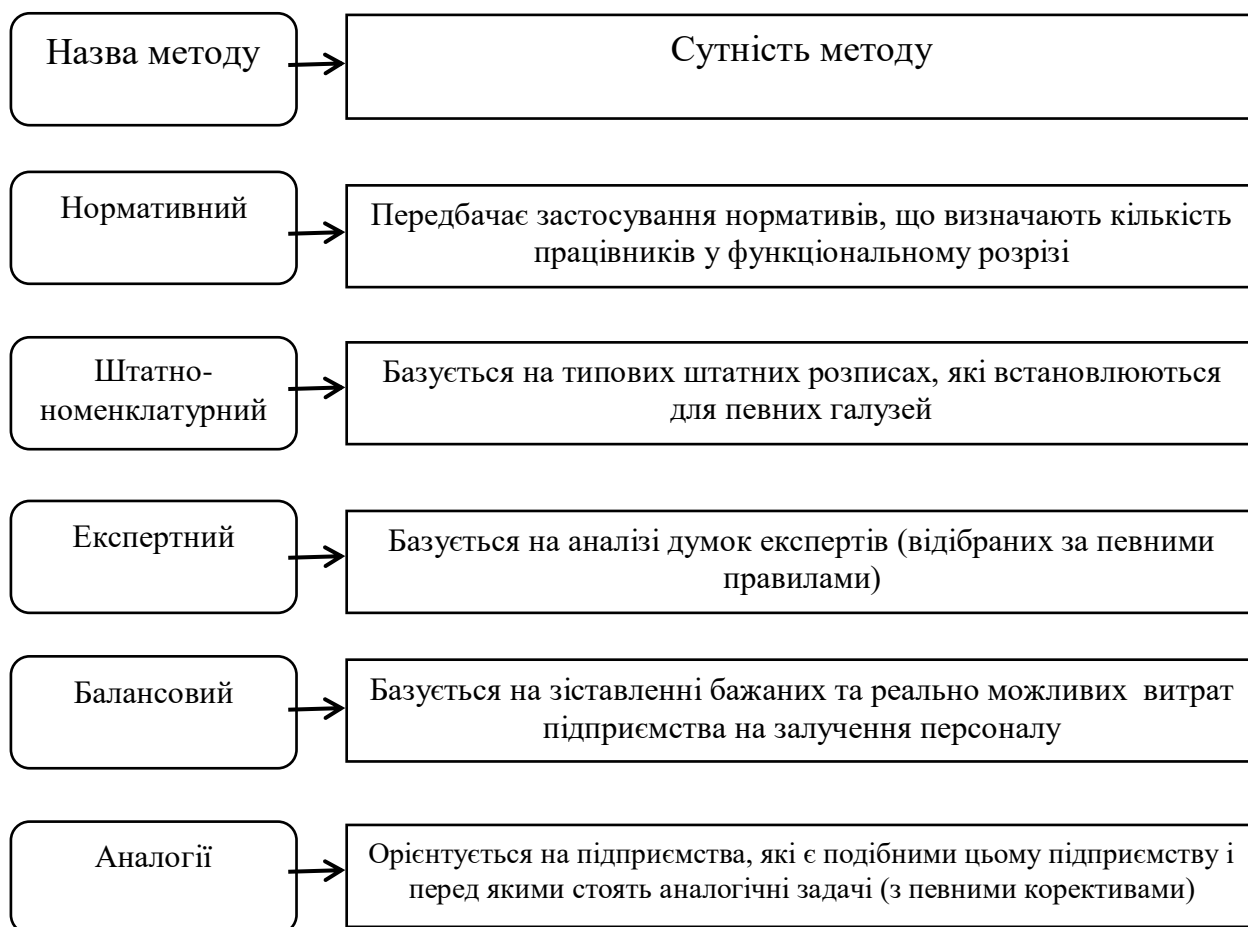 Назва методу
Сутність методу
Нормативний
Передбачає застосування нормативів, що визначають кількість
працівників у функціональному розрізі
Штатно-
номенклатурний
Базується на типових штатних розписах, які встановлюються
для певних галузей
Експертний
Базується на аналізі думок експертів (відібраних за певними
правилами)
Балансовий
Базується на зіставленні бажаних та реально можливих витрат
підприємства на залучення персоналу
Аналогії
Орієнтується на підприємства, які є подібними цьому підприємству і
перед якими стоять аналогічні задачі (з певними корективами)